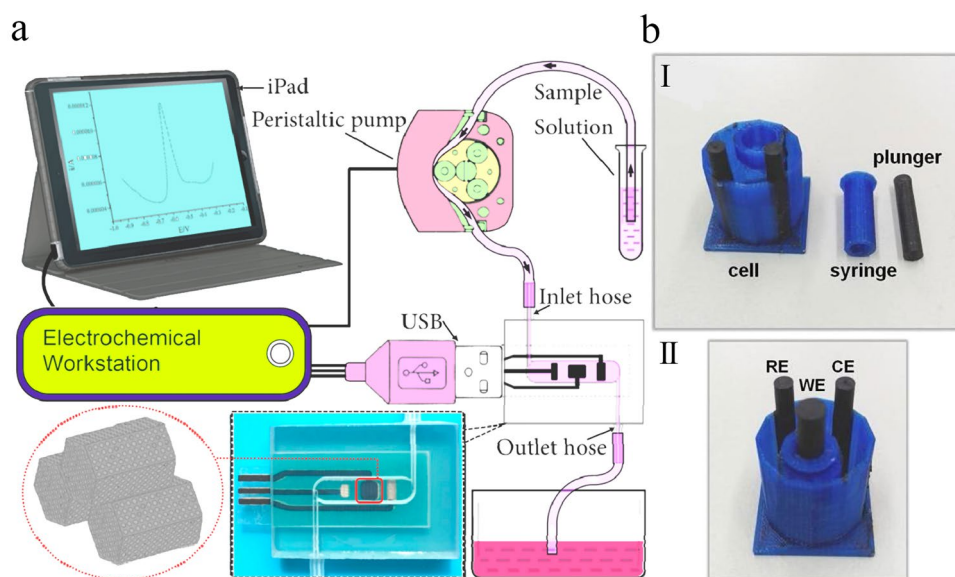 a
b
iPad
Peristaltic pump
Sample
Solution
E/V
Electrochemical
Workstation
USB
Inlet hose
Outlet hose
I
plunger
cell
syringe
II
RE
WE
CE